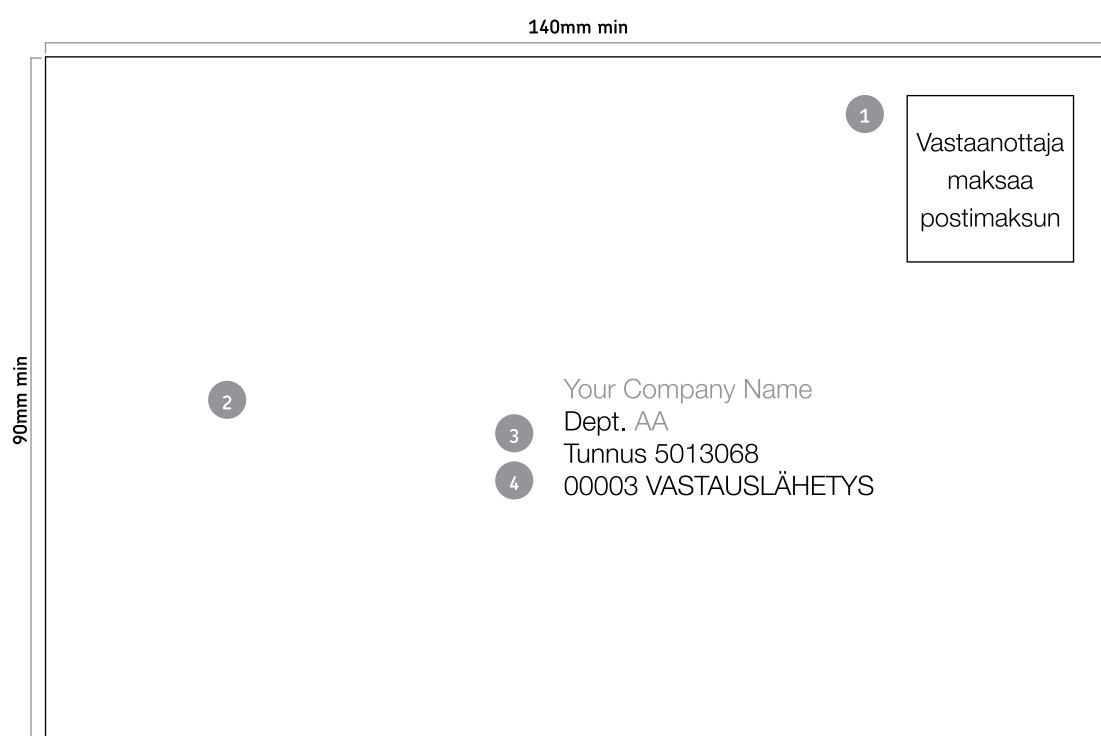 140mm min
1
Vastaanottaja
maksaa
postimaksun
90mm min
2
Your Company Name
3
Dept. AA
Tunnus 5013068
4
00003 VASTAUSLÄHETYS